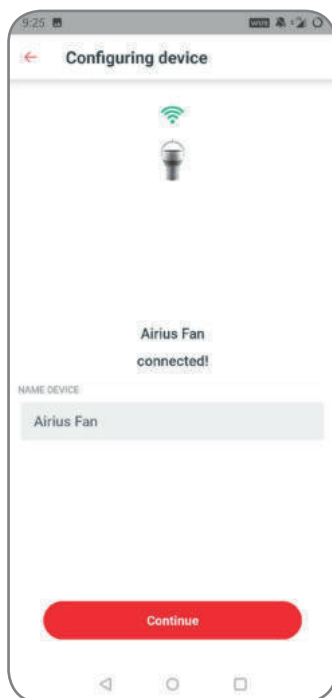 9:25
Configuring device
Airius Fan
connected!
NAME DEVICE
Airius Fan
Continue